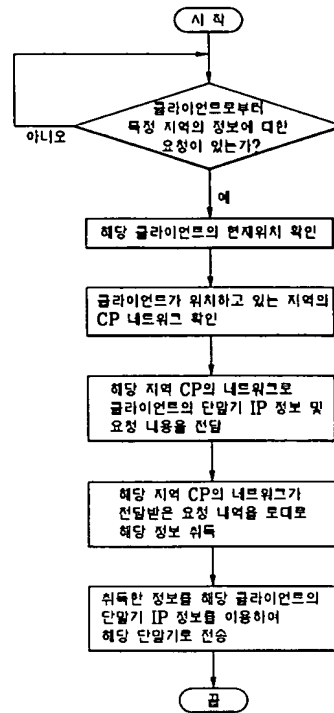 시 작
클라이언트로부터
특정 지역의 정보에 대한
요청이 있는가?
아니오
예
해당 클라이언트의 현재위치 확인
클라이언트가 위치하고 있는 지역의
CP 네트워크 확인
해당 지역 CP의 네트워크로
클라이언트의 단말기 IP 정보 및
요청 내용을 전달
해당 지역 CP의 네트워크가
전달받은 요청 내역을 토대로
해당 정보 취득
취득한 정보를 해당 클라이언트의
단말기 IP 정보를 이용하여
해당 단말기로 전송
끝